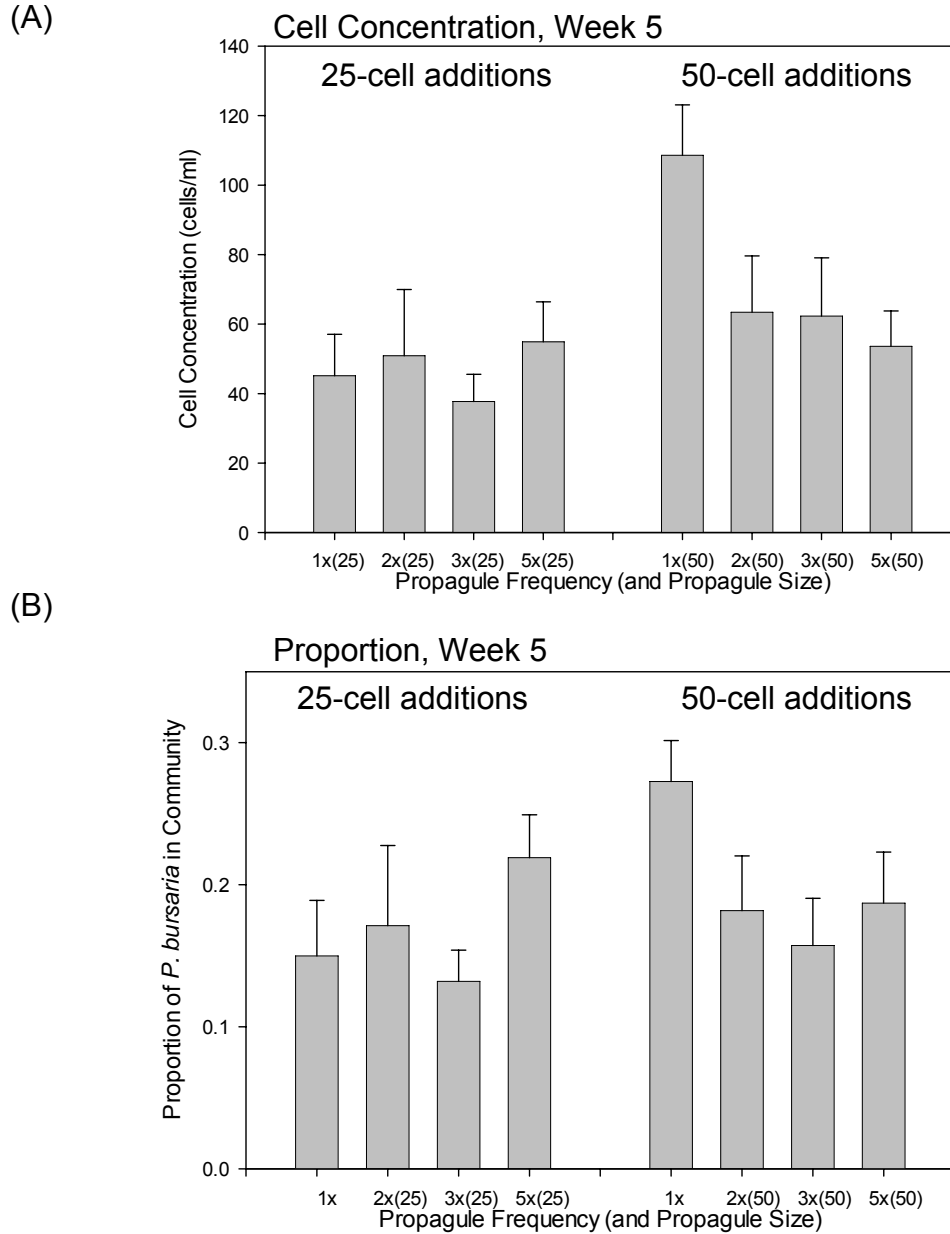 (A)
Cell Concentration, Week 5
25-cell additions 50-cell additions
140
120
100
80
60
40
20
0
Cell Concentration (cells/ml)
1x(25) 2x(25) 3x(25) 5x(25) 1x(50) 2x(50) 3x(50) 5x(50)
Propagule Frequency (and Propagule Size)
(B)
Proportion, Week 5
25-cell additions 50-cell additions
0.3
0.2
0.1
0.0
Proportion of P. bursaria in Community
1x 2x(25) 3x(25) 5x(25) 1x 2x(50) 3x(50) 5x(50)
Propagule Frequency (and Propagule Size)